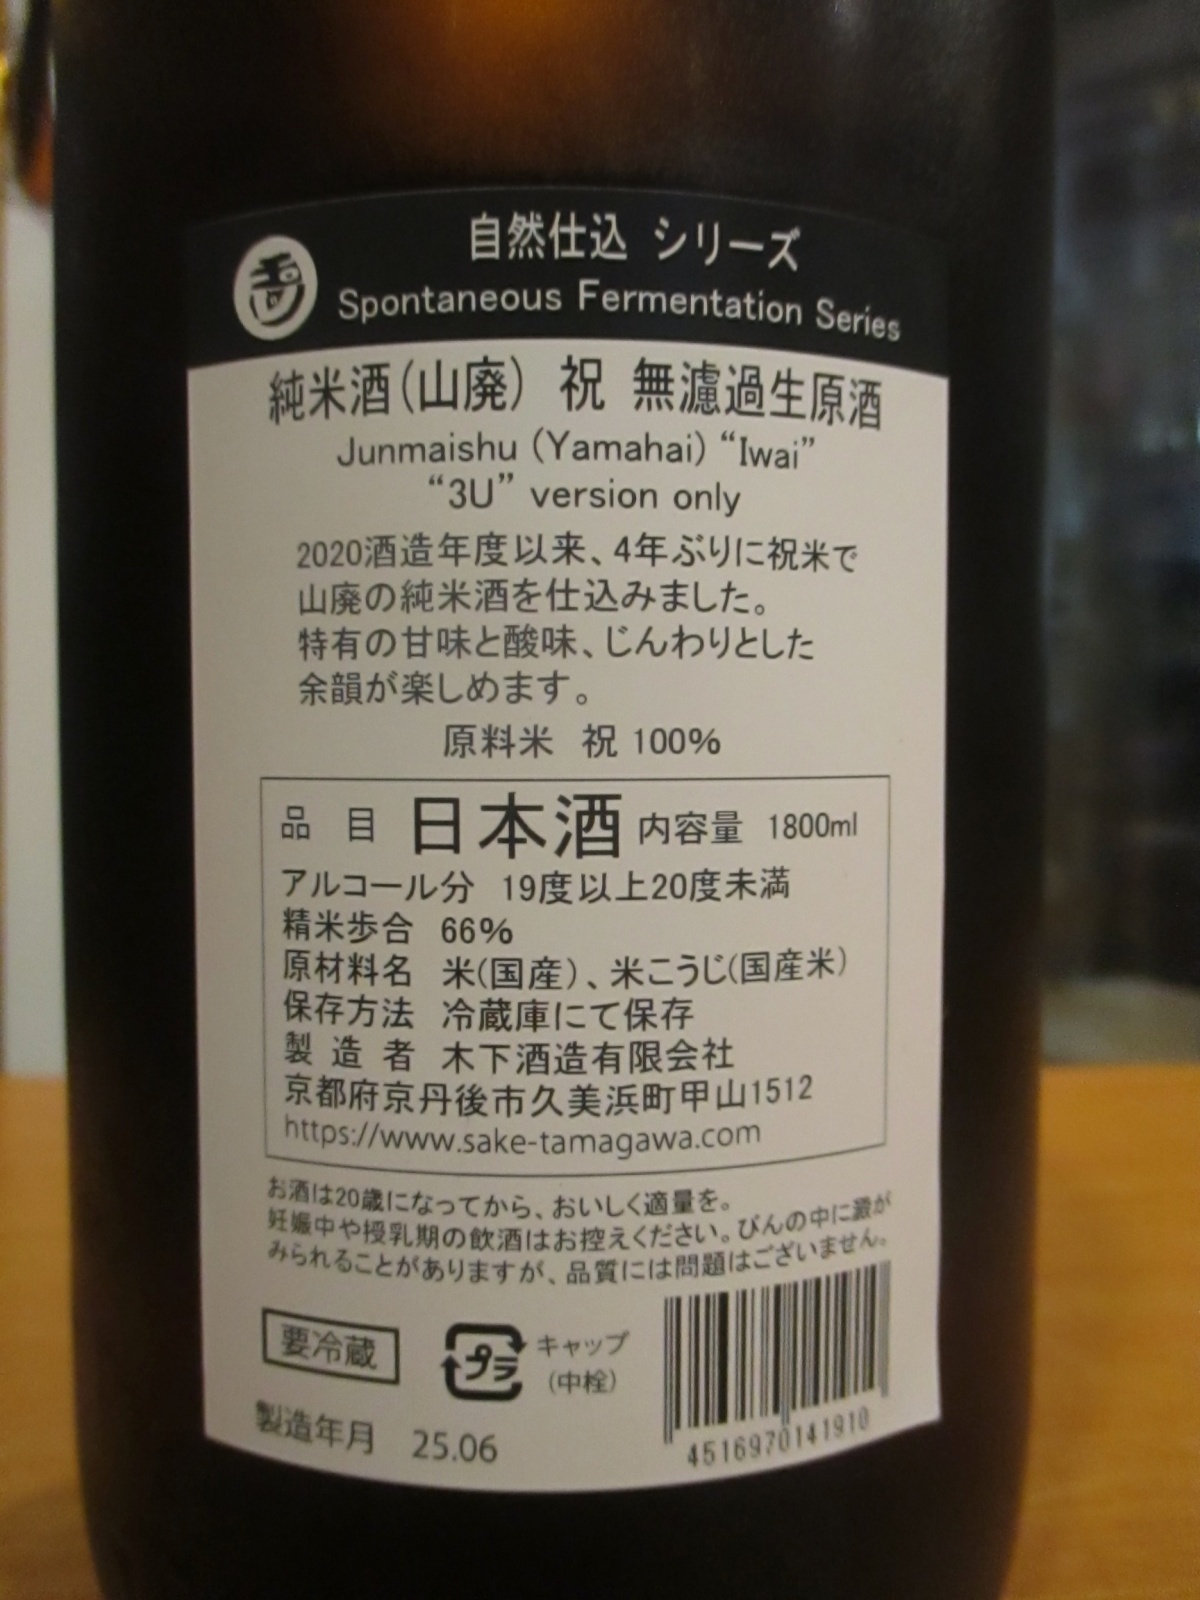 自然仕込 シリーズ
Spontaneous Fermentation Series
純米酒(山廃) 祝 無濾過生原酒
Junmaishu (Yamahai) “Iwai”
“3U” version only
2020酒造年度以来、4年ぶりに祝米で
山廃の純米酒を仕込みました。
特有の甘味と酸味、じんわりとした
余韻が楽しめます。
原料米 祝 100%
品 目 日本酒 内容量 1800ml
アルコール分 19度以上20度未満
精米歩合 66%
原材料名 米(国産)、米こうじ(国産米)
保存方法 冷蔵庫にて保存
製 造 者 木下酒造有限会社
京都府京丹後市久美浜町甲山1512
https://www.sake-tamagawa.com
お酒は20歳になってから、おいしく適量を。
妊娠中や授乳期の飲酒はお控えください。びんの中に澱が
みられることがありますが、品質には問題はございません。
要冷蔵
プラ キャップ
(中栓)
製造年月 25.06
4516970141910